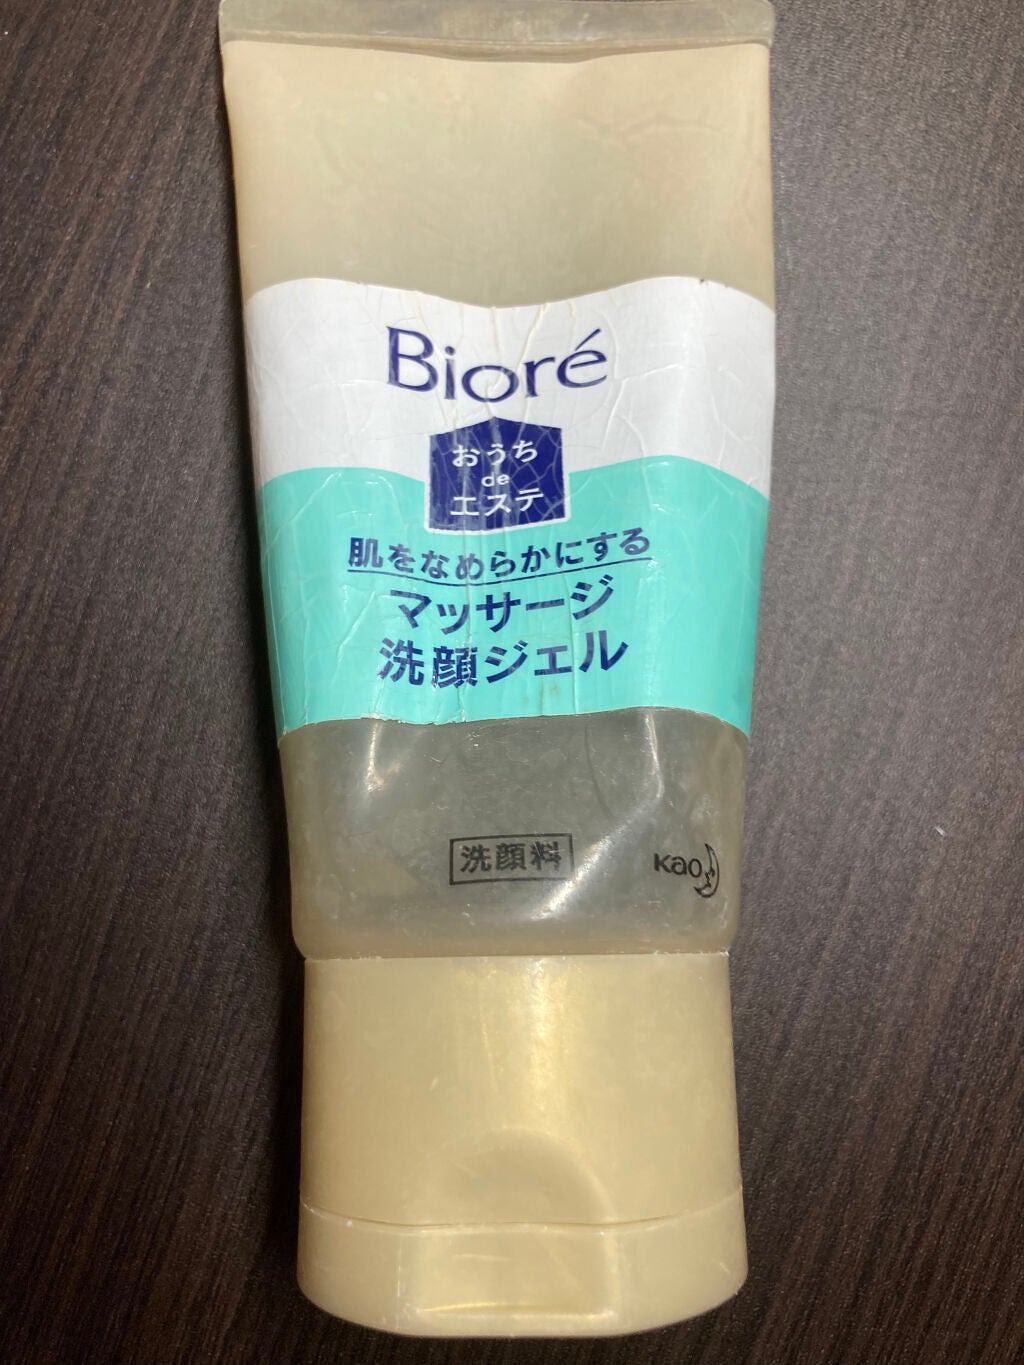 Bioré
おうち
de
エステ
肌をなめらかにする
マッサージ
洗顔ジェル
洗顔料
Kao